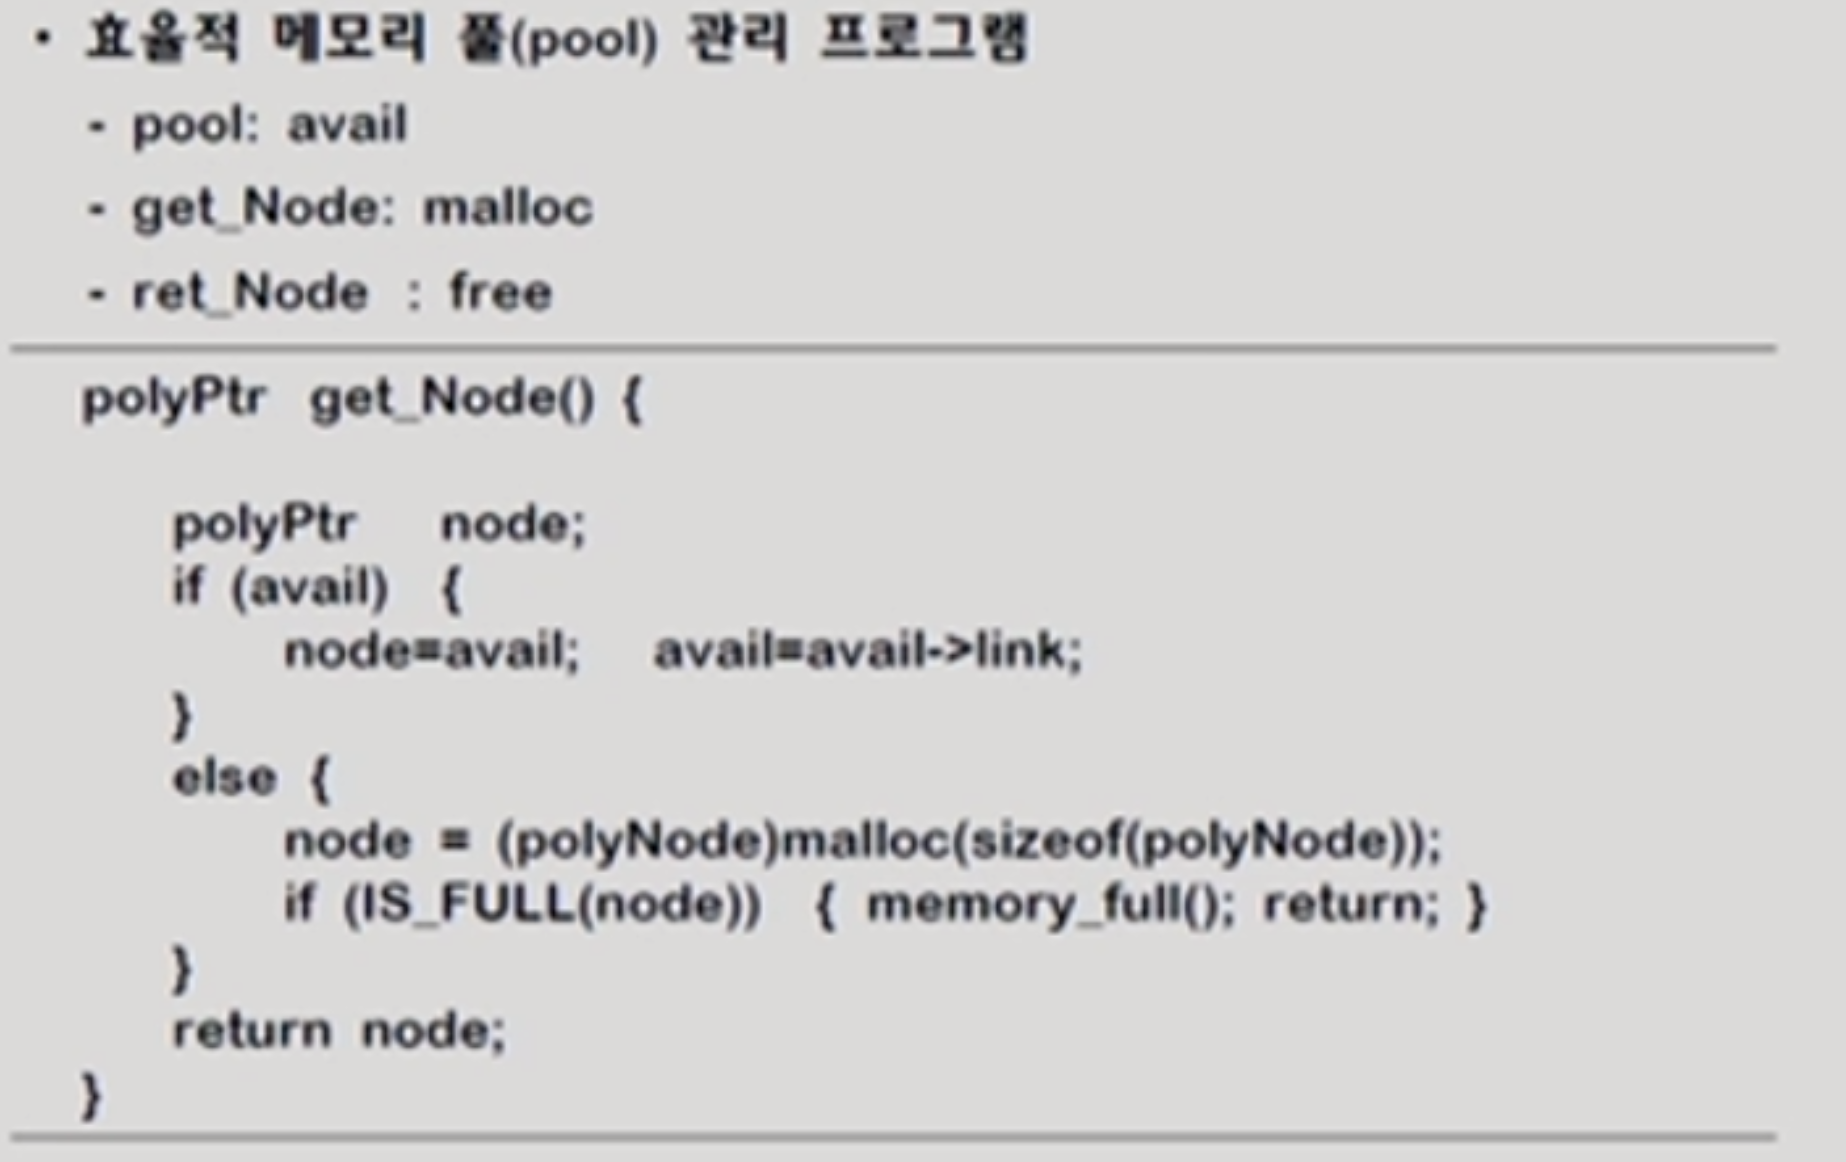 • 효율적 메모리 풀(pool) 관리 프로그램
- pool: avail
- get_Node: malloc
- ret_Node : free
polyPtr get_Node() {
polyPtr node;
if (avail) {
node=avail; avail=avail->link;
}
else {
node = (polyNode)malloc(sizeof(polyNode));
if (IS_FULL(node)) { memory_full(); return; }
}
return node;
}